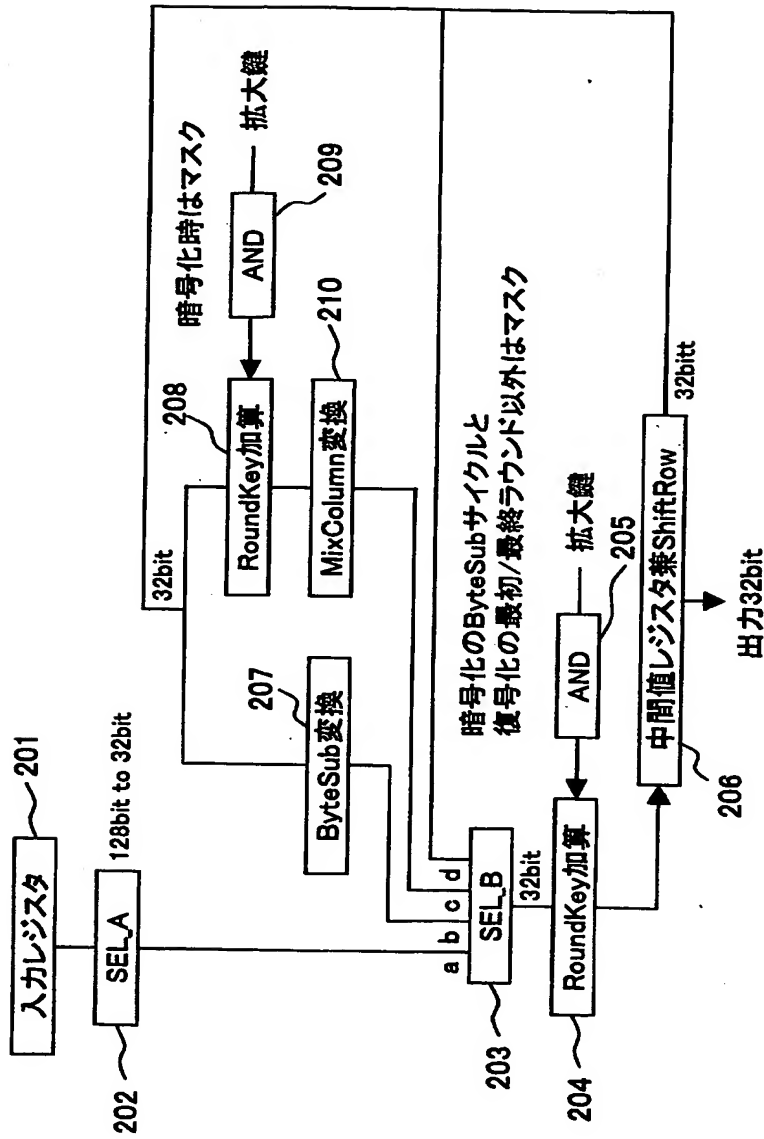 入力レジスタ
201
SEL_A
128bit to 32bit
202
32bit
ByteSub変換
207
暗号化時はマスク
RoundKey加算
208
AND
拡大鍵
209
MixColumn変換
210
a
b
c
d
SEL_B
203
32bit
暗号化のByteSubサイクルと
復号化の最初/最終ラウンド以外はマスク
RoundKey加算
204
AND
拡大鍵
205
中間値レジスタ兼ShiftRow
206
32bitt
出力32bit